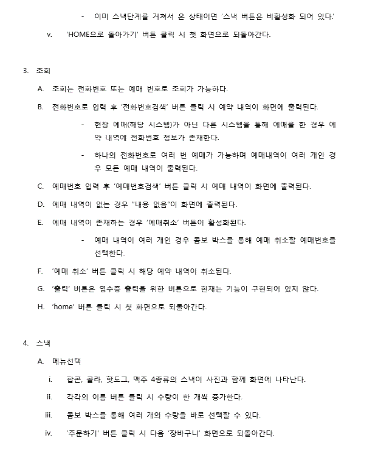 - 이미 스낵단계를 거쳐서 온 상태이면 '스낵 버튼'은 비활성화 되어 있다.'
v. 'HOME으로 돌아가기' 버튼 클릭 시 첫 화면으로 되돌아간다.
3. 조회
A. 조회는 전화번호 또는 예매 번호로 조회가 가능하다.
B. 전화번호로 입력 후 '전화번호검색' 버튼 클릭 시 예약 내역이 화면에 출력된다.
- 현장 예매(해당 시스템)가 아닌 다른 시스템을 통해 예매를 한 경우 예
약 내역에 전화번호 정보가 존재한다.
- 하나의 전화번호로 여러 번 예매가 가능하며 예매내역이 여러 개인 경
우 모든 예매 내역이 출력된다.
C. 예매번호 입력 후 '예매번호검색' 버튼 클릭 시 예매 내역이 화면에 출력된다.
D. 예매 내역이 없는 경우 "내용 없음"이 화면에 출력된다.
E. 예매 내역이 존재하는 경우 '예매취소' 버튼이 활성화된다.
- 예매 내역이 여러 개인 경우 콤보 박스를 통해 예매 취소할 예매번호를
선택한다.
F. '예매 취소' 버튼 클릭 시 해당 예약 내역이 취소된다.
G. '출력' 버튼은 영수증 출력을 위한 버튼으로 현재는 기능이 구현되어 있지 않다.
H. 'home' 버튼 클릭 시 첫 화면으로 되돌아간다.
4. 스낵
A. 메뉴선택
i. 팝콘, 콜라, 핫도그, 맥주 4종류의 스낵이 사진과 함께 화면에 나타난다.
ii. 각각의 이름 버튼 클릭 시 수량이 한 개씩 증가한다.
iii. 콤보 박스를 통해 여러 개의 수량을 바로 선택할 수 있다.
iv. '주문하기' 버튼 클릭 시 다음 '장바구니' 화면으로 되돌아간다.